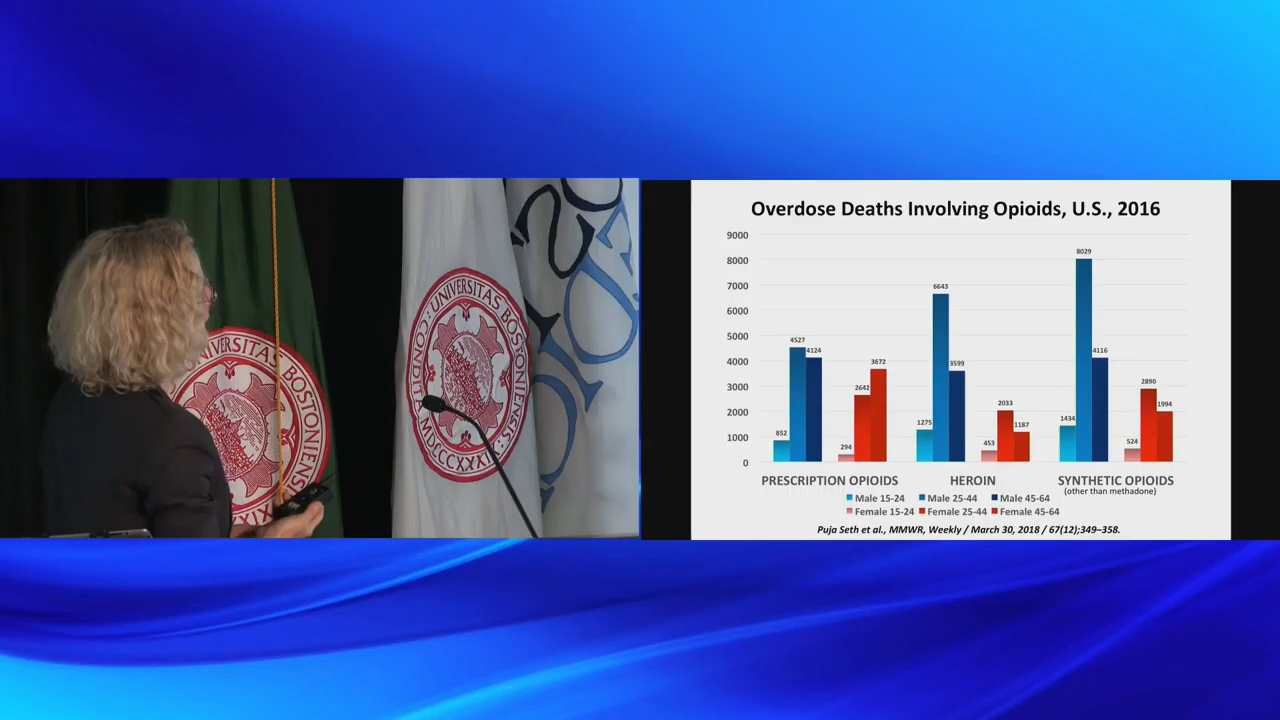 UNIVERSITAS BOSTONIENSIS
CONDITA
MDCCCXXXIX
Overdose Deaths Involving Opioids, U.S., 2016
9000
8000
7000
6000
5000
4000
3000
2000
1000
0
852
4527
4124
294
2642
3672
1275
6643
3599
453
2033
1187
1434
8029
4116
524
2890
1994
PRESCRIPTION OPIOIDS
HEROIN
SYNTHETIC OPIOIDS
(other than methadone)
Male 15-24
Male 25-44
Male 45-64
Female 15-24
Female 25-44
Female 45-64
Puja Seth et al., MMWR, Weekly / March 30, 2018 / 67(12);349–358.